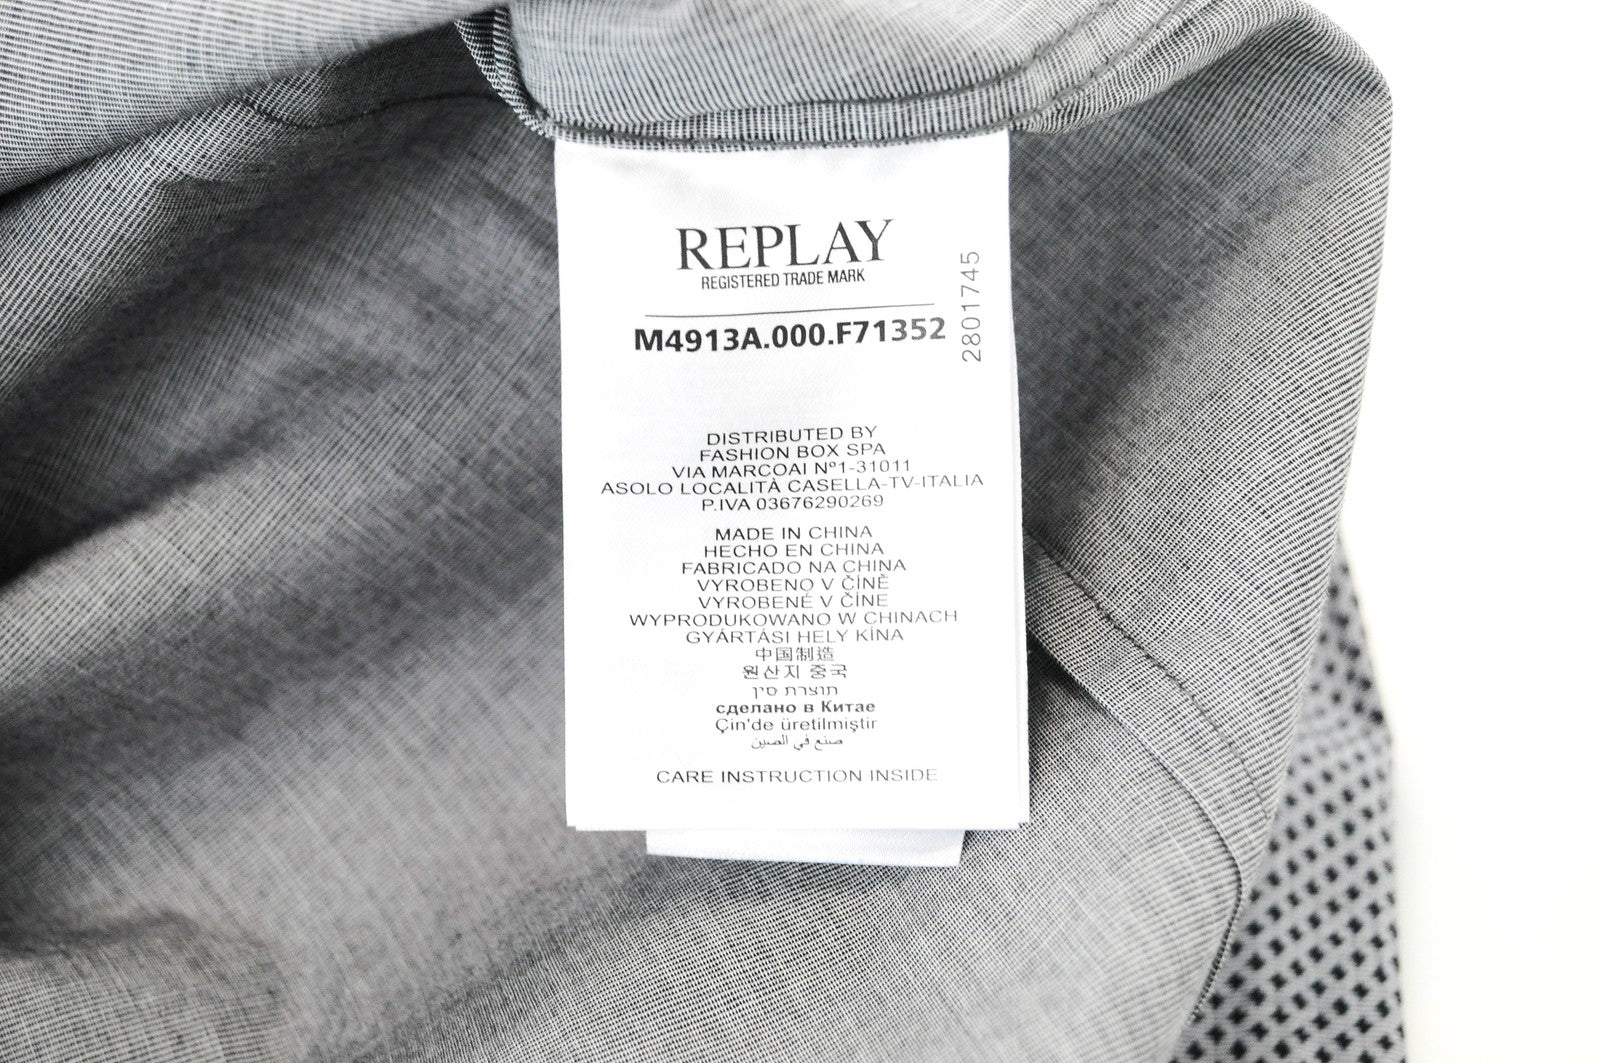 REPLAY
REGISTERED TRADE MARK
M4913A.000.F71352
2801745
DISTRIBUTED BY
FASHION BOX SPA
VIA MARCOAI Nº1-31011
ASOLO LOCALITÀ CASELLA-TV-ITALIA
P.IVA 03676290269
MADE IN CHINA
HECHO EN CHINA
FABRICADO NA CHINA
VYROBENO V ČÍNĚ
VYROBENÉ V ČÍNE
WYPRODUKOWANO W CHINACH
GYÁRTÁSI HELY KÍNA
中国制造
원산지 중국
תוצרת סין
сделано в Китае
Çin'de üretilmiştir
صنع في الصين
CARE INSTRUCTION INSIDE